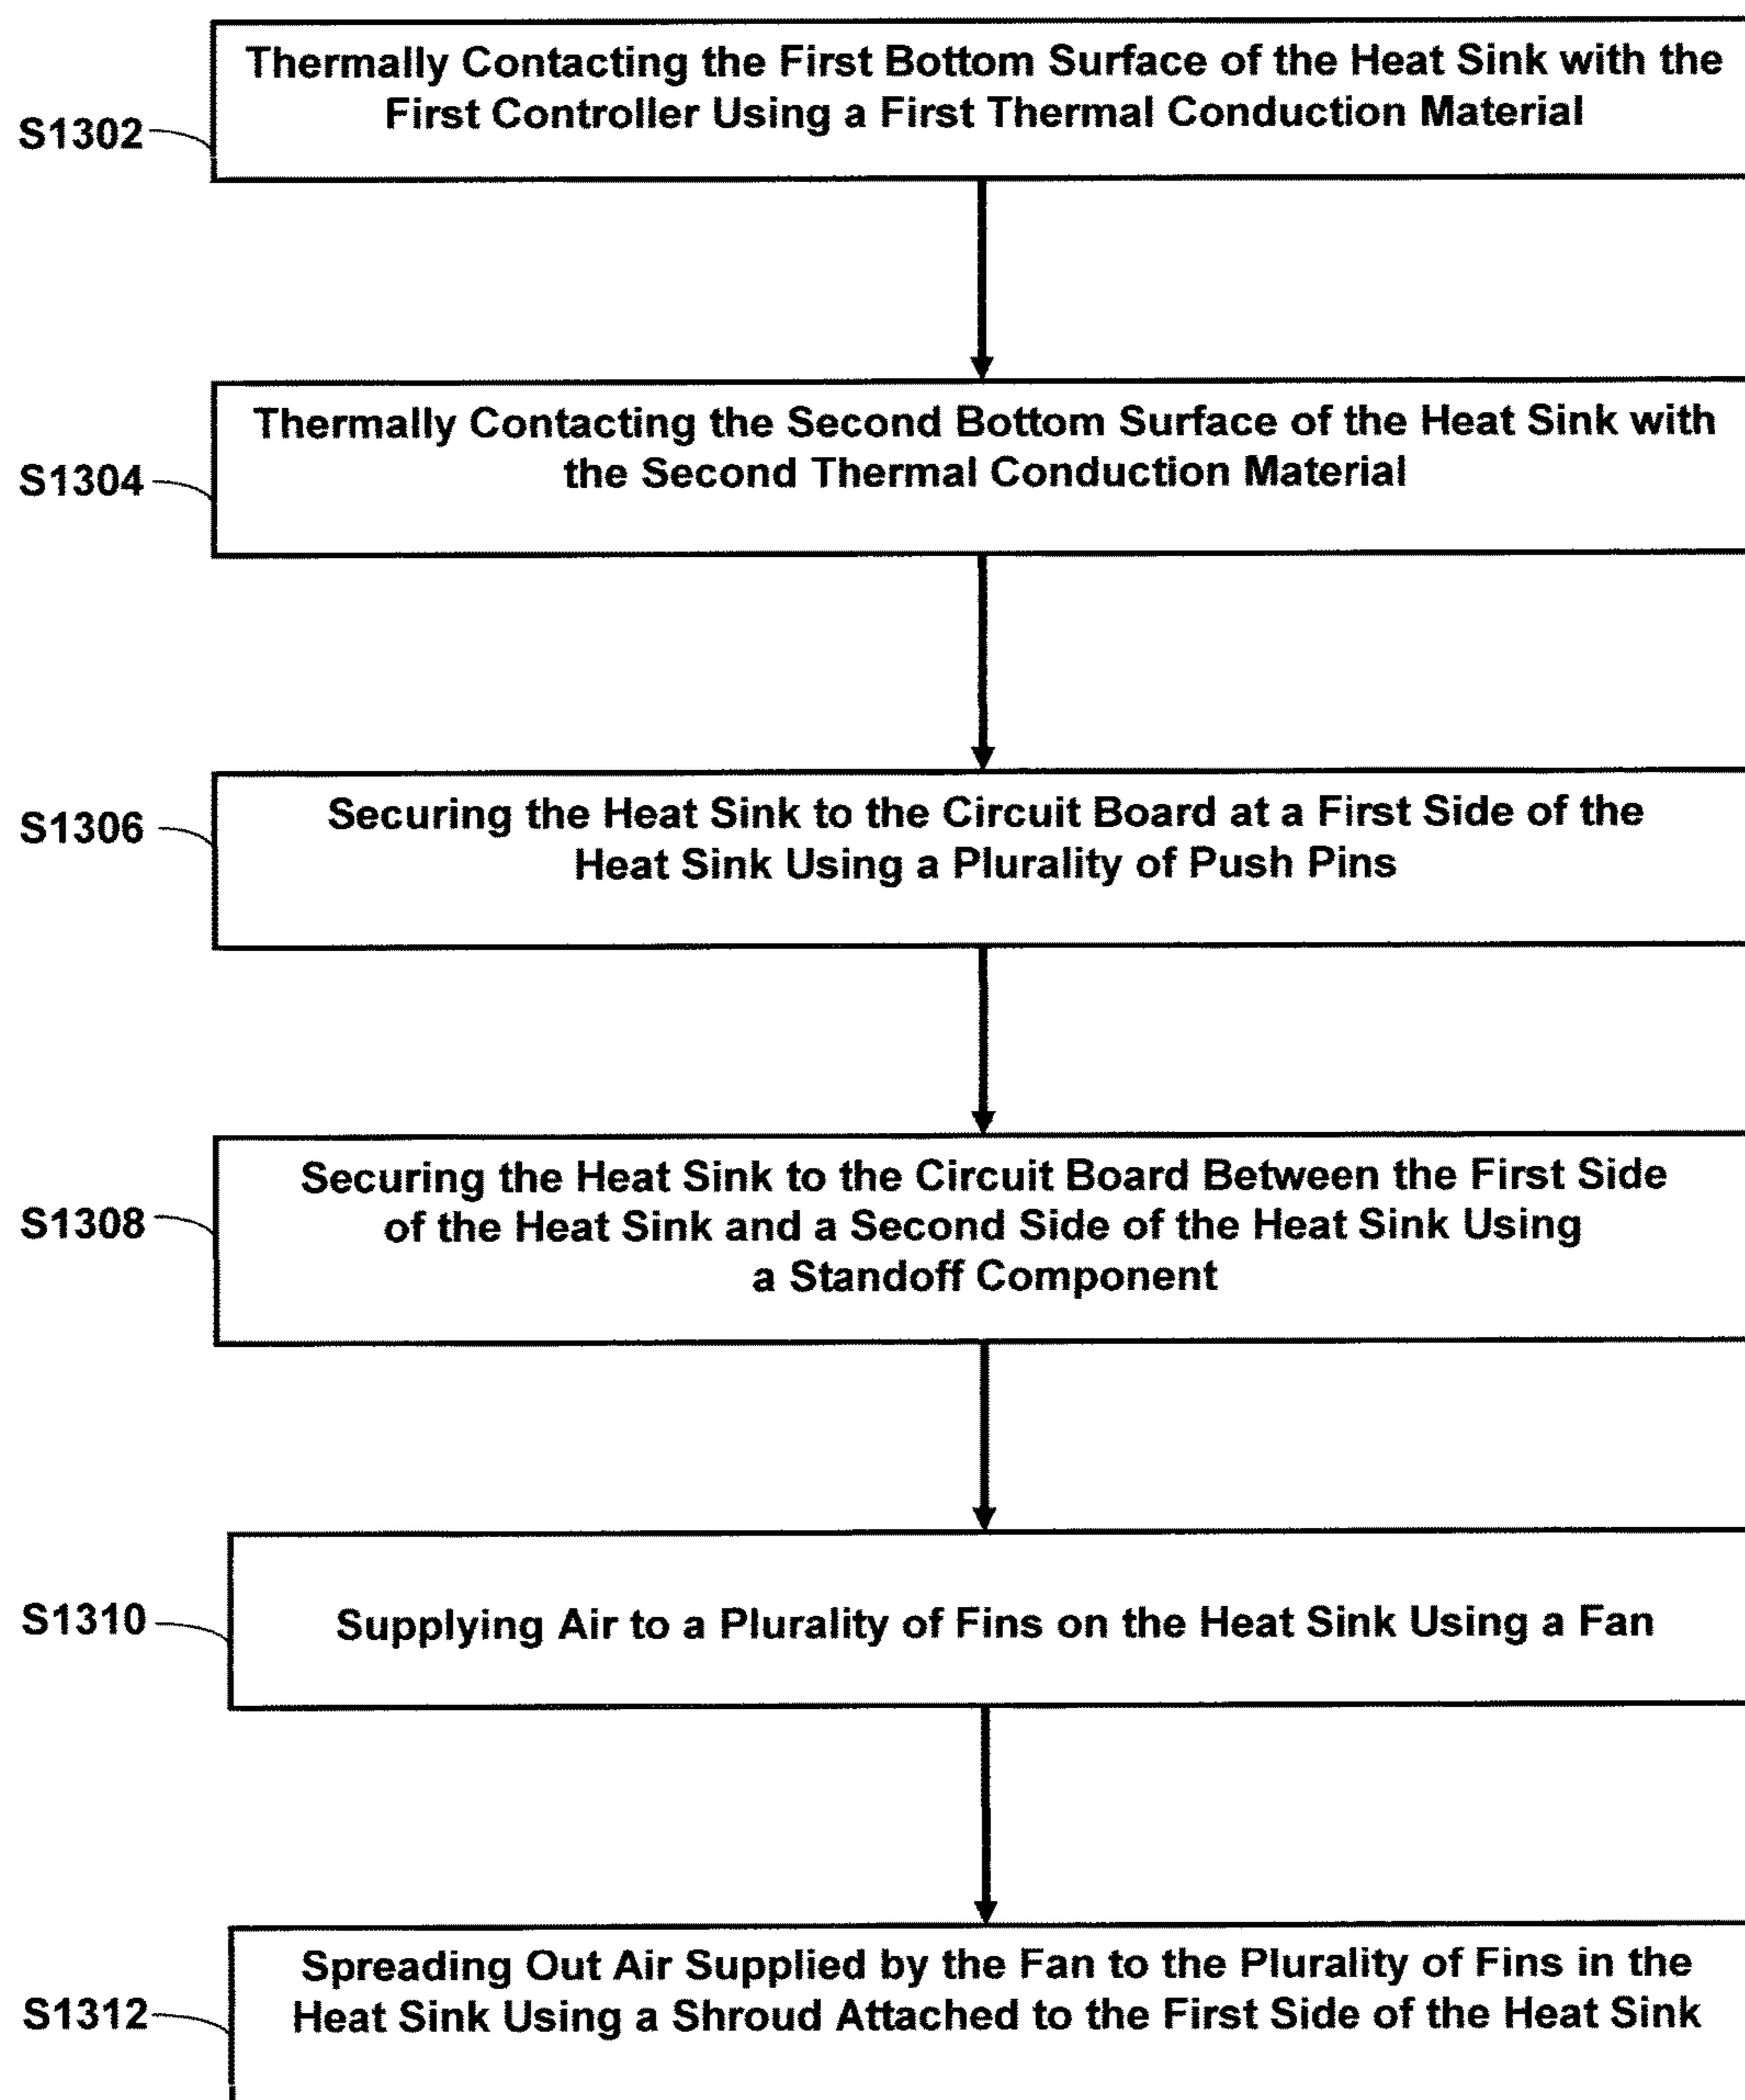 Thermally Contacting the First Bottom Surface of the Heat Sink with the
First Controller Using a First Thermal Conduction Material
S1302
Thermally Contacting the Second Bottom Surface of the Heat Sink with
the Second Thermal Conduction Material
S1304
Securing the Heat Sink to the Circuit Board at a First Side of the
Heat Sink Using a Plurality of Push Pins
S1306
Securing the Heat Sink to the Circuit Board Between the First Side
of the Heat Sink and a Second Side of the Heat Sink Using
a Standoff Component
S1308
Supplying Air to a Plurality of Fins on the Heat Sink Using a Fan
S1310
Spreading Out Air Supplied by the Fan to the Plurality of Fins in the
Heat Sink Using a Shroud Attached to the First Side of the Heat Sink
S1312